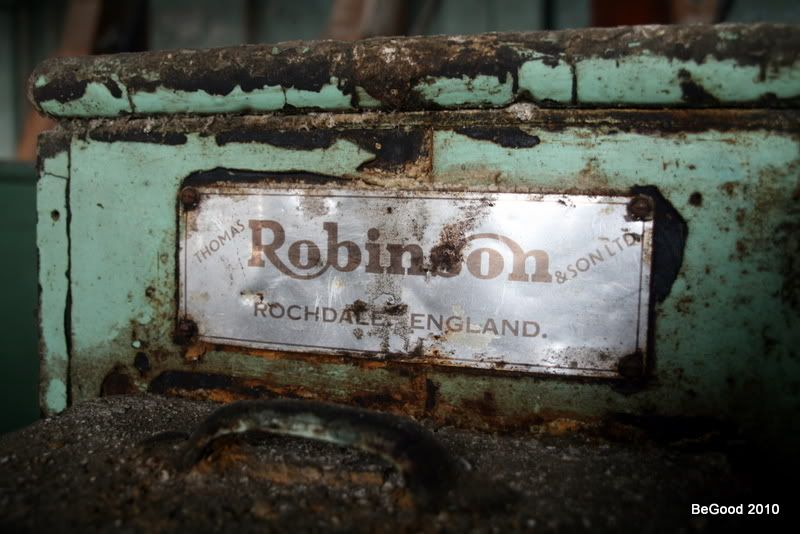 THOMAS Robinson & SON LTD.
ROCHDALE, ENGLAND.
BeGood 2010